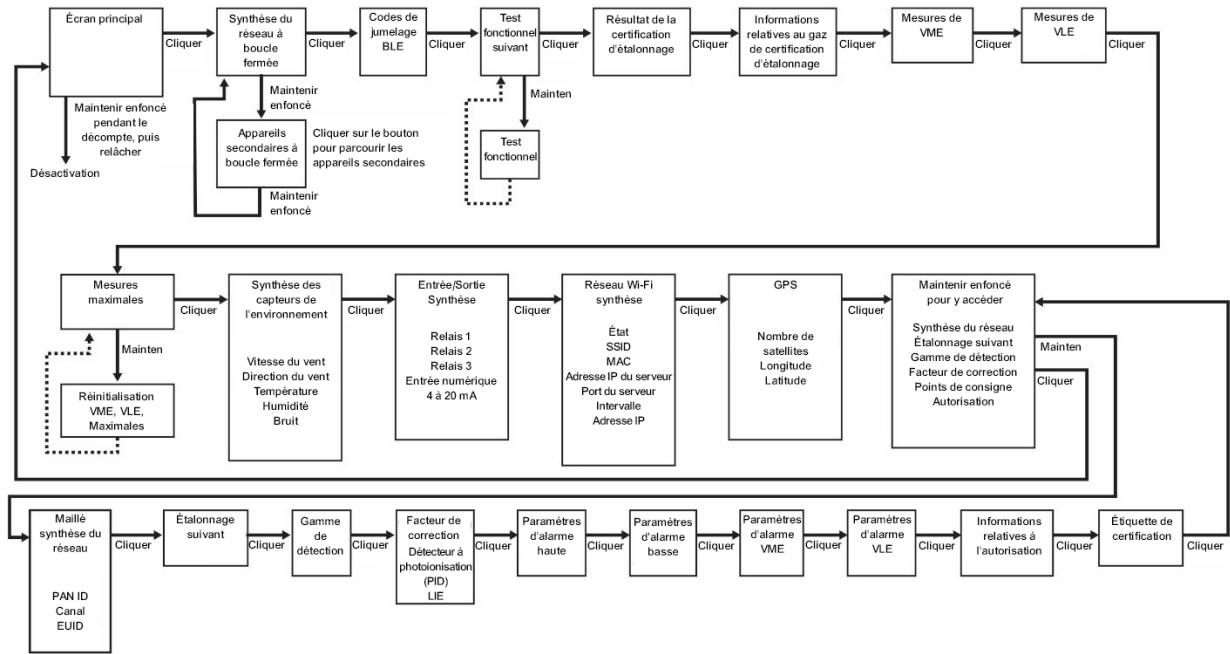 Écran principal
Cliquer
Synthèse du
réseau à
boucle
fermée
Cliquer
Codes de
jumelage
BLE
Cliquer
Test
fonctionnel
suivant
Cliquer
Résultat de la
certification
d'étalonnage
Cliquer
Informations
relatives au gaz
de certification
d'étalonnage
Cliquer
Mesures de
VME
Cliquer
Mesures de
VLE
Cliquer
Maintenir enfoncé
pendant le
décompte, puis
relâcher
Désactivation
Maintenir
enfoncé
Appareils
secondaires à
boucle fermée
Cliquer sur le bouton
pour parcourir les
appareils secondaires
Maintenir
enfoncé
Mainten
Test
fonctionnel
Mesures
maximales
Cliquer
Mainten
Réinitialisation
VME, VLE,
Maximales
Synthèse des
capteurs de
l'environnement
Vitesse du vent
Direction du vent
Température
Humidité
Bruit
Cliquer
Entrée/Sortie
Synthèse
Relais 1
Relais 2
Relais 3
Entrée numérique
4 à 20 mA
Cliquer
Réseau Wi-Fi
synthèse
État
SSID
MAC
Adresse IP du serveur
Port du serveur
Intervalle
Adresse IP
Cliquer
GPS
Nombre de
satellites
Longitude
Latitude
Cliquer
Maintenir enfoncé
pour y accéder
Synthèse du réseau
Étalonnage suivant
Gamme de détection
Facteur de correction
Points de consigne
Autorisation
Mainten
Cliquer
Maillé
synthèse du
réseau
PAN ID
Canal
EUID
Cliquer
Étalonnage
suivant
Cliquer
Gamme
de
détection
Cliquer
Facteur de
correction
Détecteur à
photoionisation
(PID)
LIE
Cliquer
Paramètres
d'alarme
haute
Cliquer
Paramètres
d'alarme
basse
Cliquer
Paramètres
d'alarme
VME
Cliquer
Paramètres
d'alarme
VLE
Cliquer
Informations
relatives à
l'autorisation
Cliquer
Étiquette de
certification
Cliquer